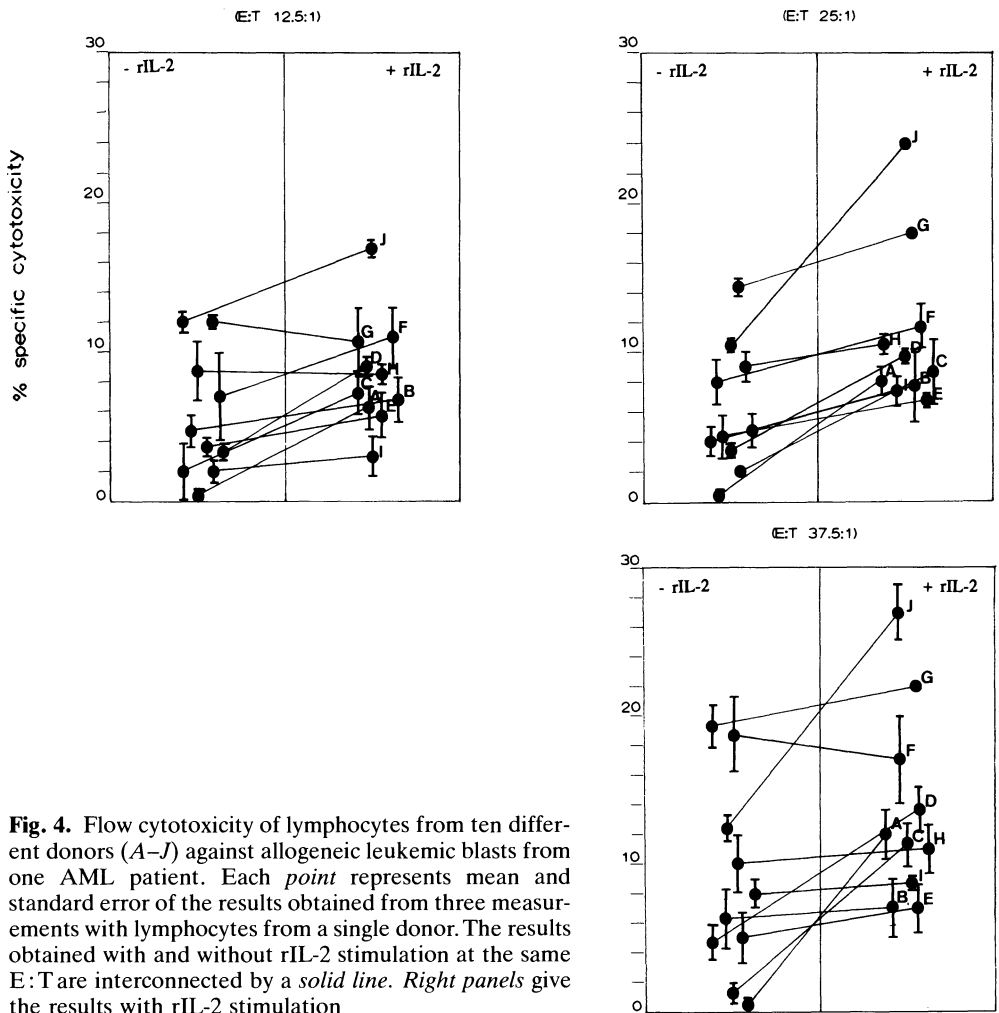 (E:T 12.5:1)
(E:T 25:1)
30
- rIL-2
+ rIL-2
30
- rIL-2
+ rIL-2
% specific cytotoxicity
20
10
0
J
G
F
D
H
C
A
B
E
I
20
10
0
J
G
F
H
D
C
A
I
B
E
(E:T 37.5:1)
30
- rIL-2
+ rIL-2
20
10
0
J
G
F
D
A
C
H
I
B
E
Fig. 4. Flow cytotoxicity of lymphocytes from ten differ-
ent donors (A–J) against allogeneic leukemic blasts from
one AML patient. Each point represents mean and
standard error of the results obtained from three measur-
ements with lymphocytes from a single donor. The results
obtained with and without rIL-2 stimulation at the same
E:T are interconnected by a solid line. Right panels give
the results with rIL-2 stimulation